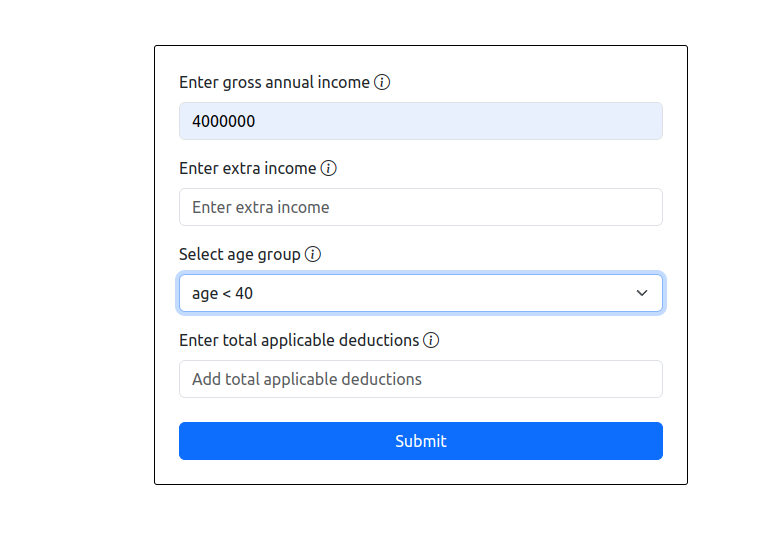 Enter gross annual income
4000000
Enter extra income
Enter extra income
Select age group
age < 40
Enter total applicable deductions
Add total applicable deductions
Submit